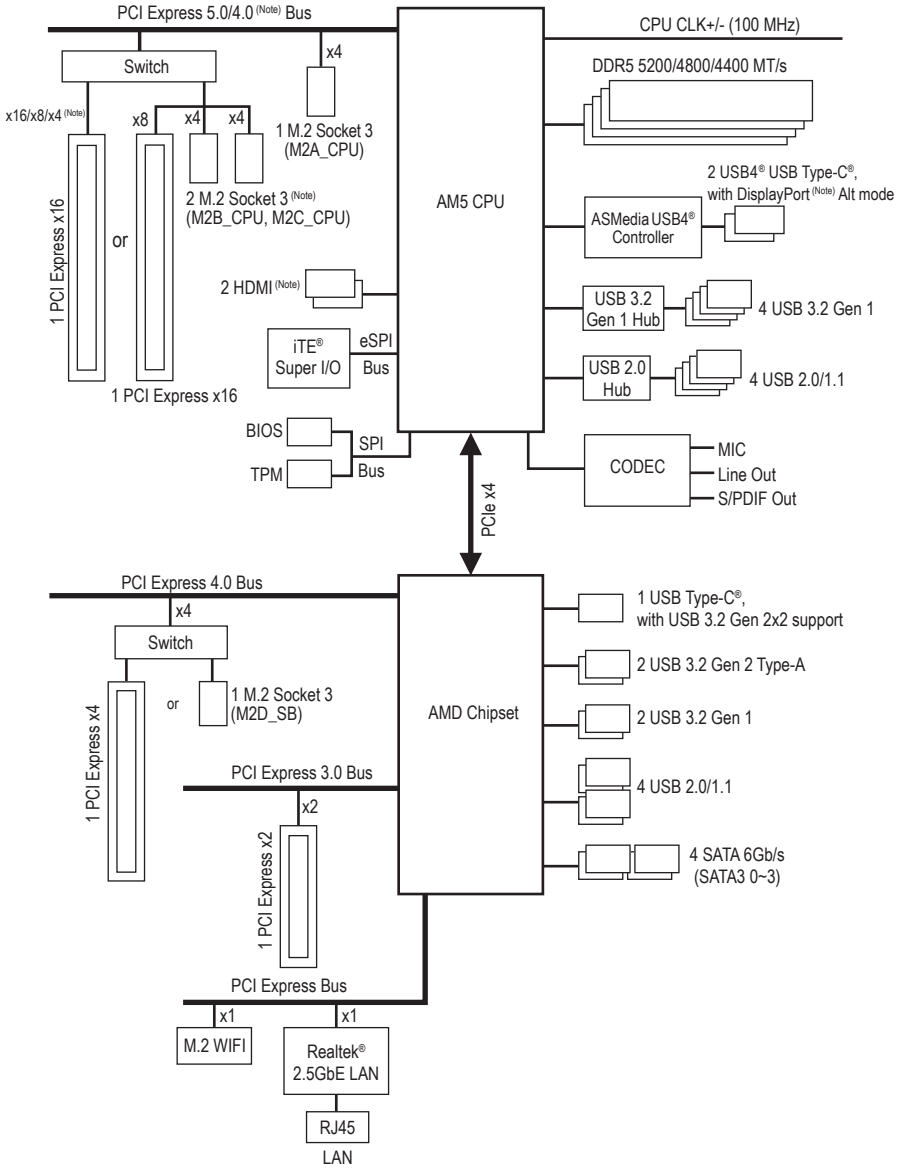 PCI Express 5.0/4.0 (Note) Bus
CPU CLK+/- (100 MHz)
x4
Switch
DDR5 5200/4800/4400 MT/s
x16/x8/x4 (Note)
x8
x4
x4
1 M.2 Socket 3
(M2A_CPU)
1 PCI Express x16
or
2 M.2 Socket 3 (Note)
(M2B_CPU, M2C_CPU)
1 PCI Express x16
AM5 CPU
2 USB4® USB Type-C®,
with DisplayPort (Note) Alt mode
ASMedia USB4®
Controller
2 HDMI (Note)
USB 3.2
Gen 1 Hub
4 USB 3.2 Gen 1
iTE®
Super I/O
eSPI
Bus
USB 2.0
Hub
4 USB 2.0/1.1
BIOS
TPM
SPI
Bus
CODEC
MIC
Line Out
S/PDIF Out
PCIe x4
PCI Express 4.0 Bus
x4
Switch
1 PCI Express x4
or
1 M.2 Socket 3
(M2D_SB)
AMD Chipset
1 USB Type-C®,
with USB 3.2 Gen 2x2 support
2 USB 3.2 Gen 2 Type-A
2 USB 3.2 Gen 1
4 USB 2.0/1.1
4 SATA 6Gb/s
(SATA3 0~3)
PCI Express 3.0 Bus
x2
1 PCI Express x2
PCI Express Bus
x1
x1
M.2 WIFI
Realtek®
2.5GbE LAN
RJ45
LAN